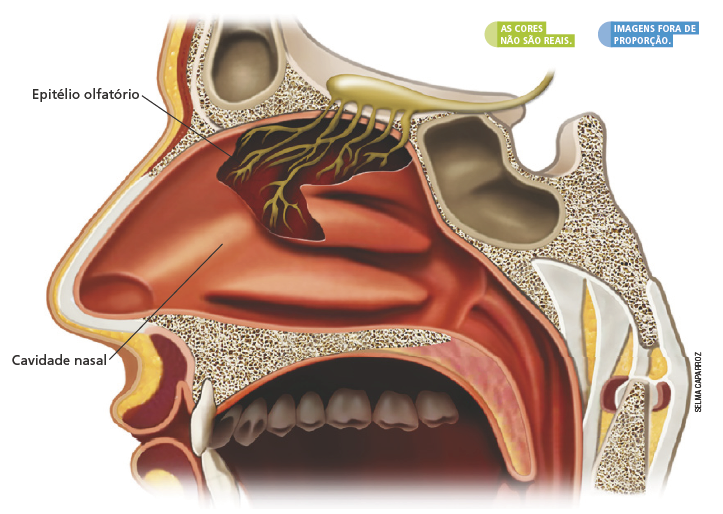 AS CORES
NÃO SÃO REAIS.
IMAGENS FORA DE
PROPORÇÃO.
Epitélio olfatório
Cavidade nasal
SELMA CAPARROZ